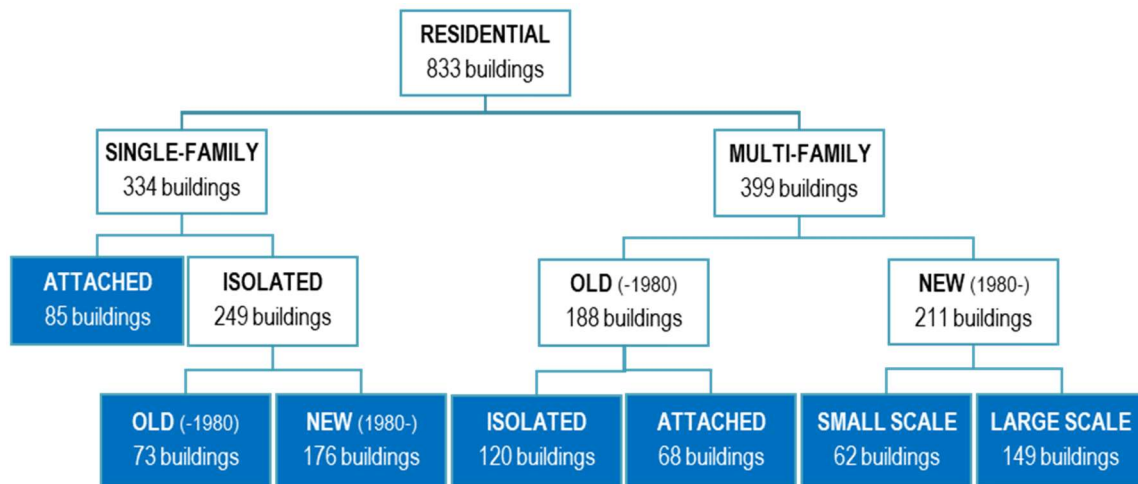 RESIDENTIAL
833 buildings
SINGLE-FAMILY
334 buildings
MULTI-FAMILY
399 buildings
ATTACHED
85 buildings
ISOLATED
249 buildings
OLD (-1980)
188 buildings
NEW (1980-)
211 buildings
OLD (-1980)
73 buildings
NEW (1980-)
176 buildings
ISOLATED
120 buildings
ATTACHED
68 buildings
SMALL SCALE
62 buildings
LARGE SCALE
149 buildings